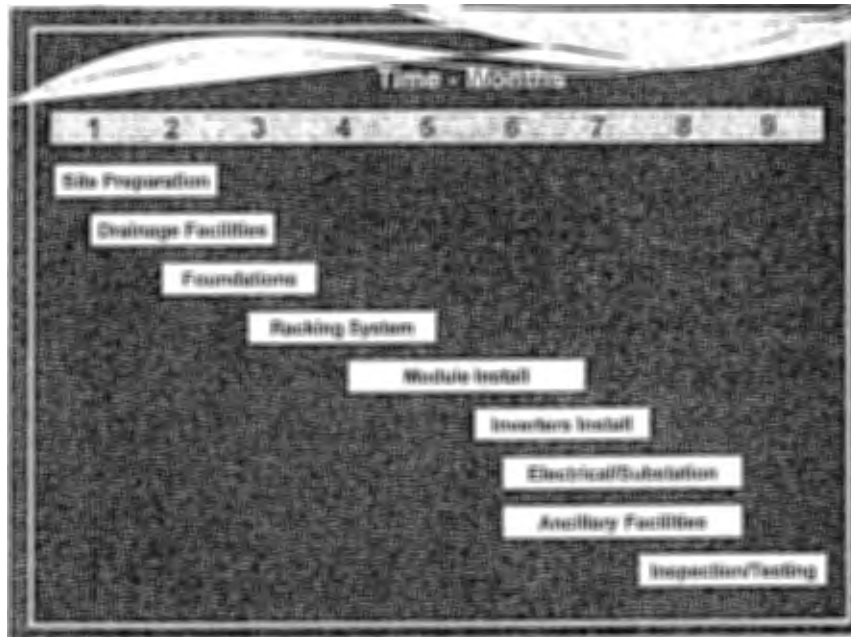 Time - Months
1 2 3 4 5 6 7 8 9
Site Preparation
Drainage Facilities
Foundations
Racking System
Module Install
Inverters Install
Electrical/Substation
Ancillary Facilities
Inspection/Testing